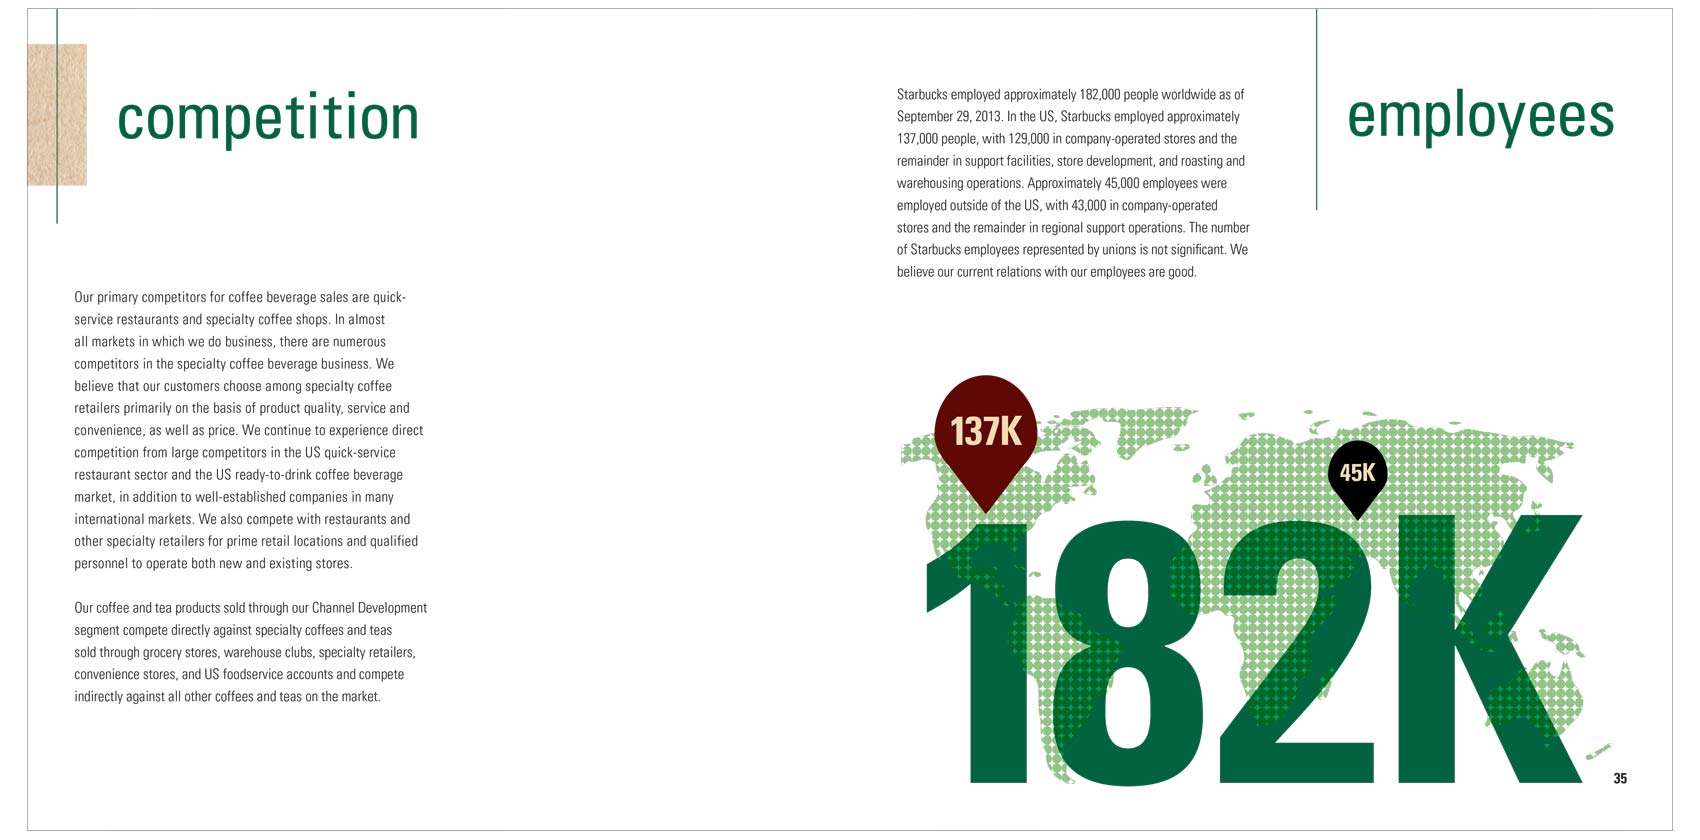 competition
Our primary competitors for coffee beverage sales are quick-
service restaurants and specialty coffee shops. In almost
all markets in which we do business, there are numerous
competitors in the specialty coffee beverage business. We
believe that our customers choose among specialty coffee
retailers primarily on the basis of product quality, service and
convenience, as well as price. We continue to experience direct
competition from large competitors in the US quick-service
restaurant sector and the US ready-to-drink coffee beverage
market, in addition to well-established companies in many
international markets. We also compete with restaurants and
other specialty retailers for prime retail locations and qualified
personnel to operate both new and existing stores.
Our coffee and tea products sold through our Channel Development
segment compete directly against specialty coffees and teas
sold through grocery stores, warehouse clubs, specialty retailers,
convenience stores, and US foodservice accounts and compete
indirectly against all other coffees and teas on the market.
employees
Starbucks employed approximately 182,000 people worldwide as of
September 29, 2013. In the US, Starbucks employed approximately
137,000 people, with 129,000 in company-operated stores and the
remainder in support facilities, store development, and roasting and
warehousing operations. Approximately 45,000 employees were
employed outside of the US, with 43,000 in company-operated
stores and the remainder in regional support operations. The number
of Starbucks employees represented by unions is not significant. We
believe our current relations with our employees are good.
137K
45K
182K
35